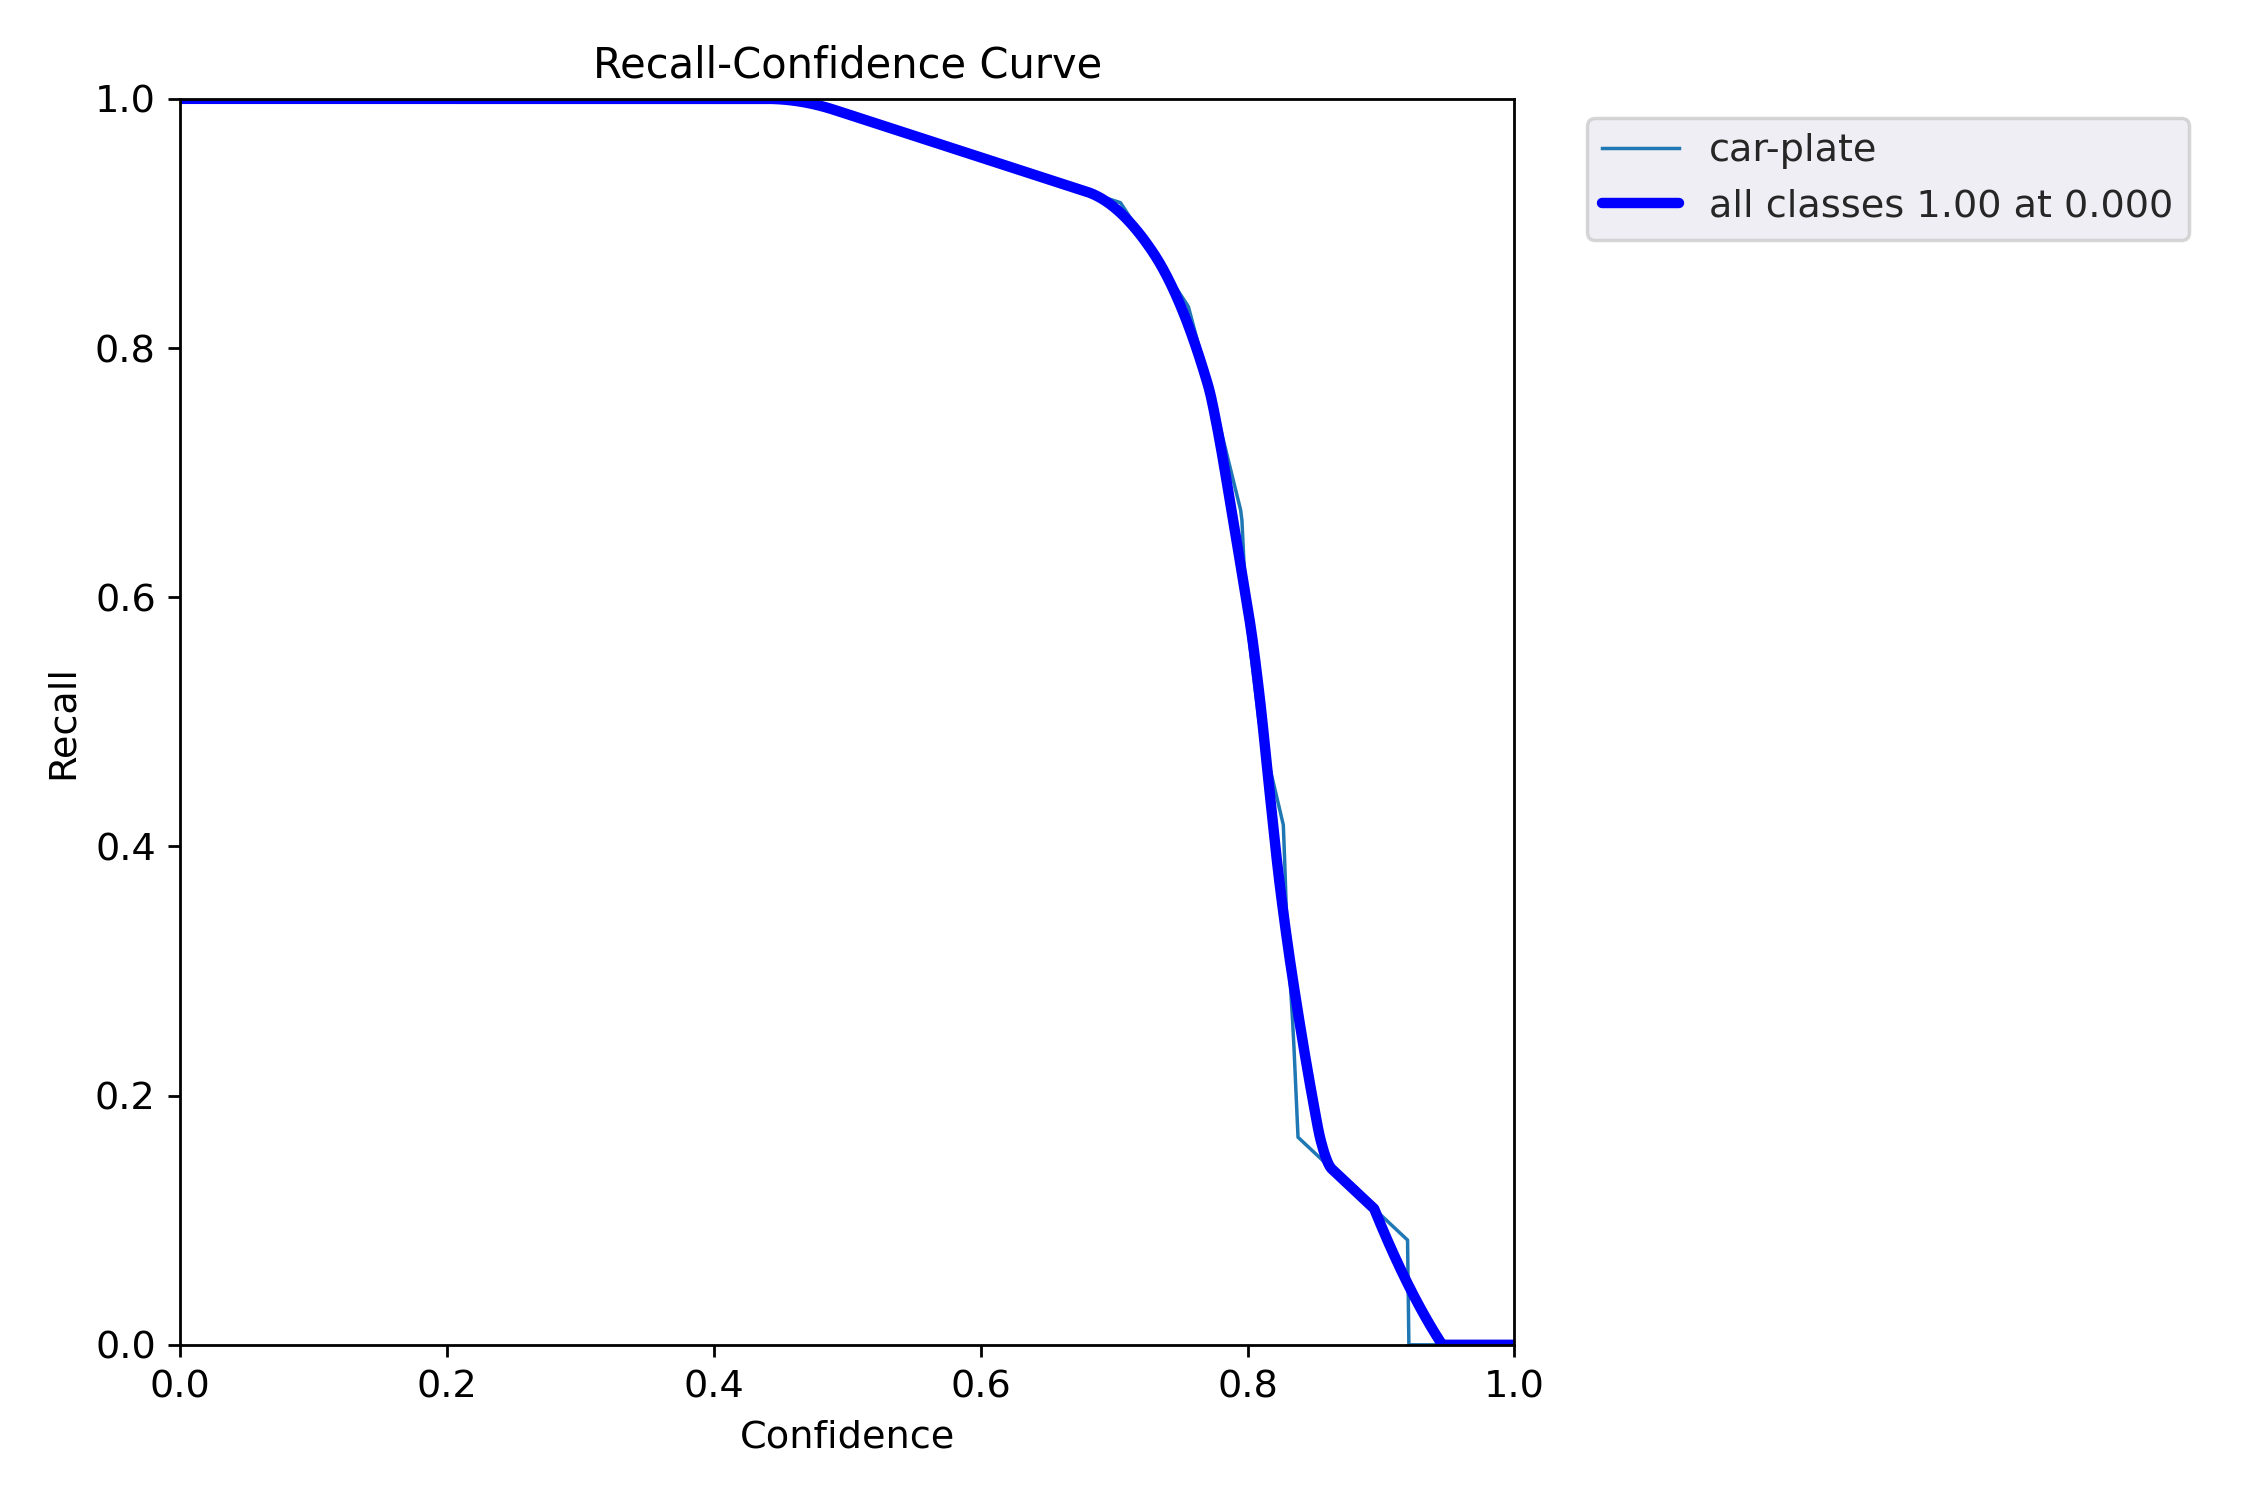 Recall-Confidence Curve
1.0
0.8
0.6
0.4
0.2
0.0
Recall
0.0 0.2 0.4 0.6 0.8 1.0
Confidence
car-plate
all classes 1.00 at 0.000